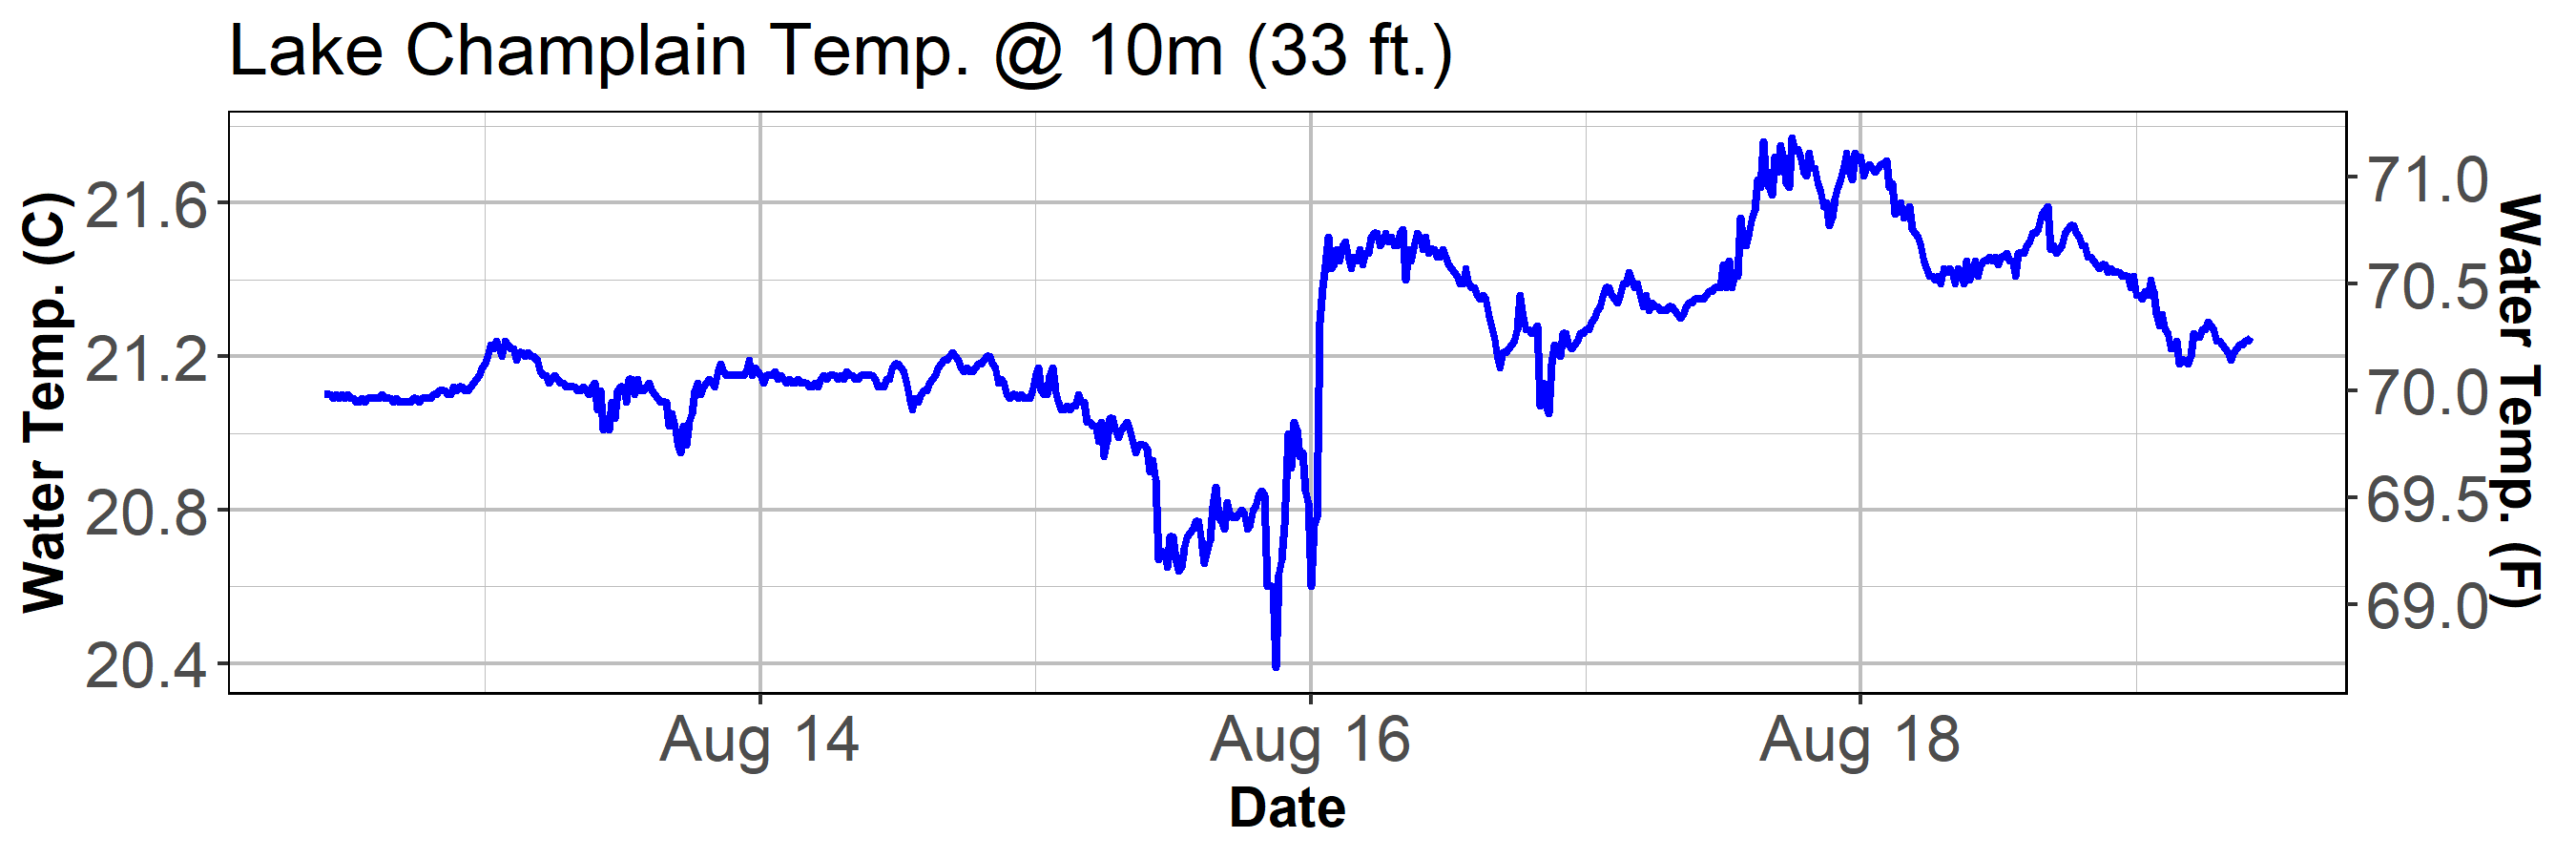 Lake Champlain Temp. @ 10m (33 ft.)
Water Temp. (C)
21.6
21.2
20.8
20.4
71.0
70.5
70.0
69.5
69.0
Water Temp. (F)
Aug 14
Aug 16
Aug 18
Date